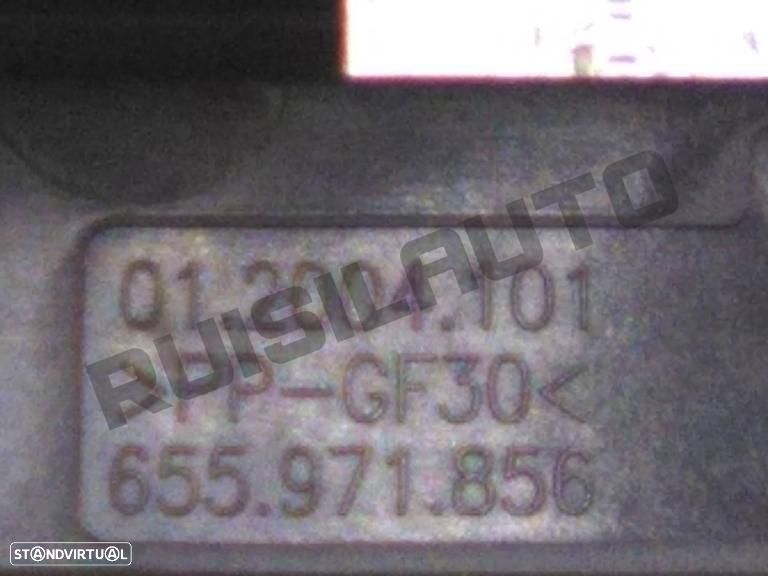 01.2004.101
>PP-GF30<
655.971.856
RUISILAUTO
STANDVIRTUAL